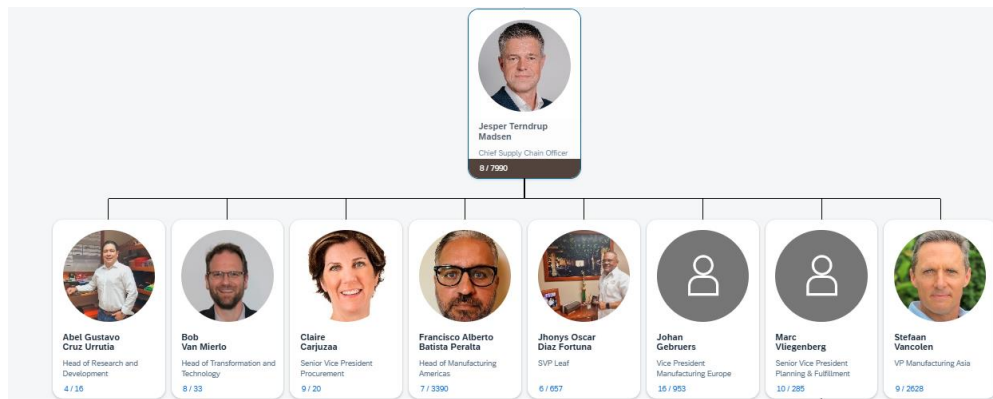 Jesper Terndrup
Madsen
Chief Supply Chain Officer
8 / 7990
Abel Gustavo
Cruz Urrutia
Head of Research and
Development
4 / 16
Bob
Van Mierlo
Head of Transformation and
Technology
8 / 33
Claire
Carjuzaa
Senior Vice President
Procurement
9 / 20
Francisco Alberto
Batista Peralta
Head of Manufacturing
Americas
7 / 3390
Jhonys Oscar
Diaz Fortuna
SVP Leaf
6 / 657
Johan
Gebruers
Vice President
Manufacturing Europe
16 / 953
Marc
Vliegenberg
Senior Vice President
Planning & Fulfillment
10 / 285
Stefaan
Vancolen
VP Manufacturing Asia
9 / 2628